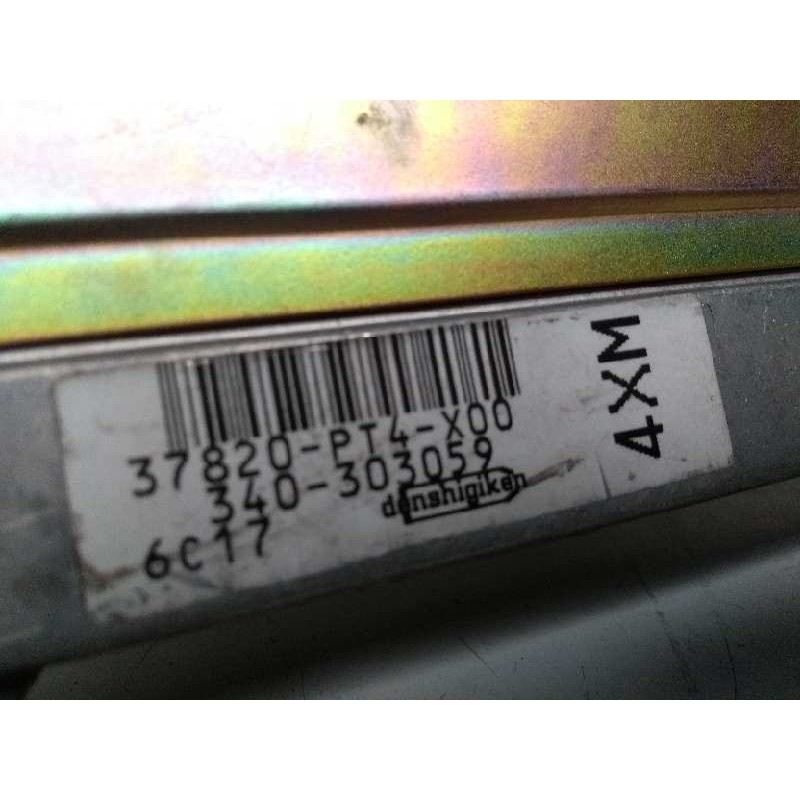 37820-PT4-X00
340-303059
denshigiken
6C17
4XM